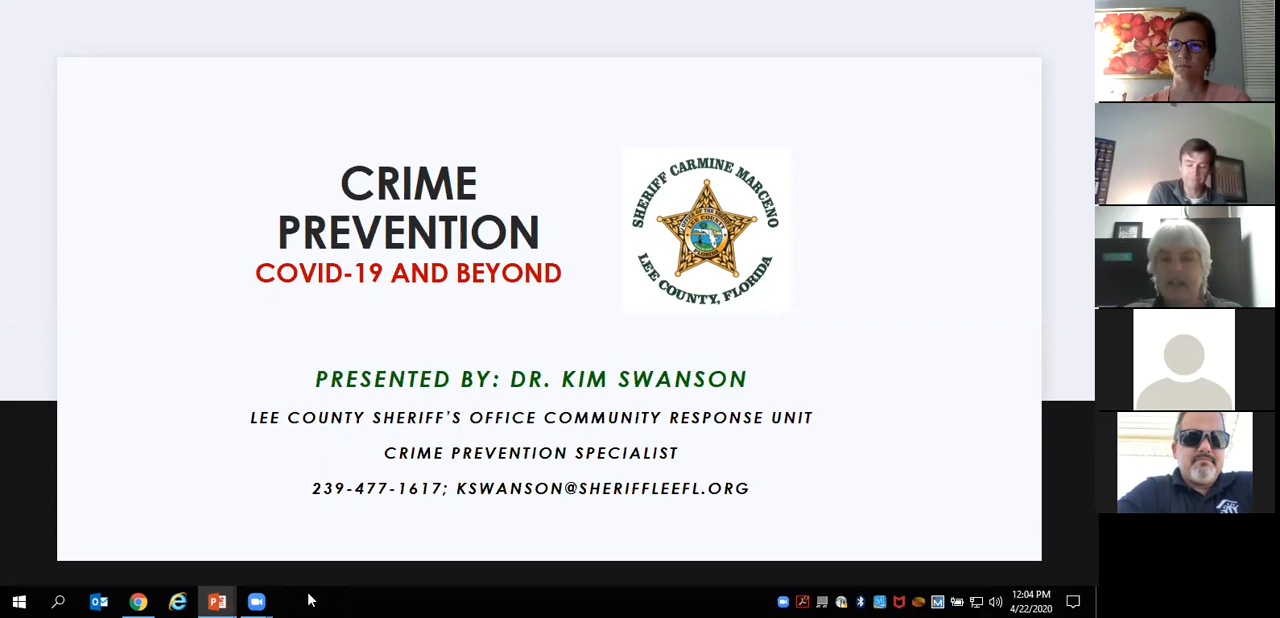 CRIME
PREVENTION
COVID-19 AND BEYOND
SHERIFF CARMINE MARCENO
LEE COUNTY, FLORIDA
PRESENTED BY: DR. KIM SWANSON
LEE COUNTY SHERIFF'S OFFICE COMMUNITY RESPONSE UNIT
CRIME PREVENTION SPECIALIST
239-477-1617; KSWANSON@SHERIFFLEEFL.ORG
12:04 PM
4/22/2020